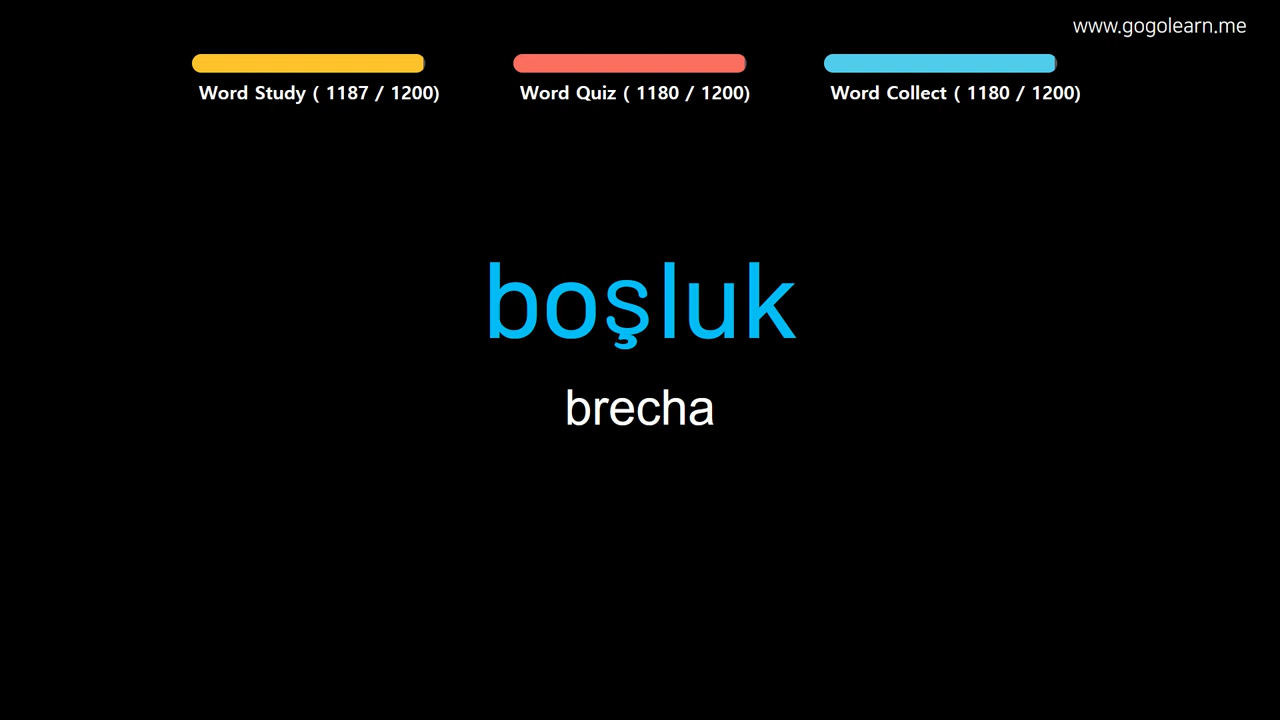 www.gogolearn.me
Word Study ( 1187 / 1200)
Word Quiz ( 1180 / 1200)
Word Collect ( 1180 / 1200)
boşluk
brecha